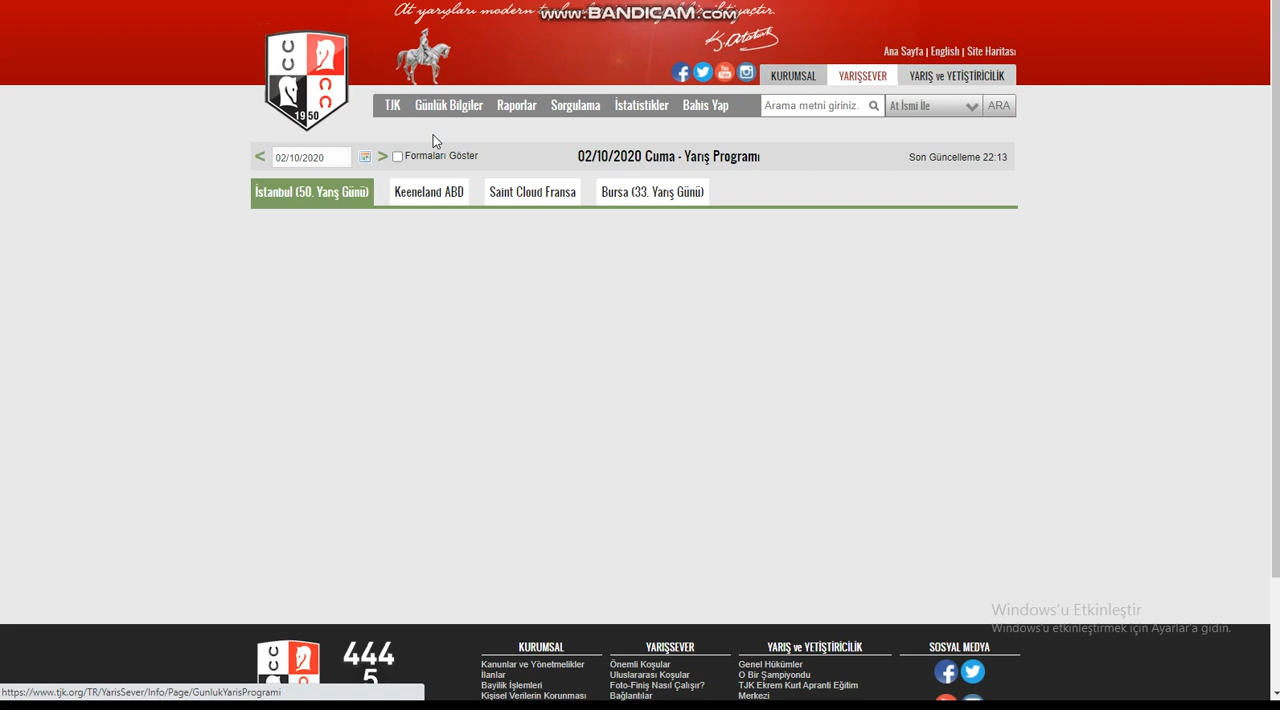 At yarışları modern
www.BANDICAM.com
K. Atatürk
Ana Sayfa | English | Site Haritası
KURUMSAL YARIŞSEVER YARIŞ ve YETİŞTİRİCİLİK
1950
TJK Günlük Bilgiler Raporlar Sorgulama İstatistikler Bahis Yap Arama metni giriniz. At İsmi İle ARA
< 02/10/2020 > Formaları Göster 02/10/2020 Cuma - Yarış Programı Son Güncelleme 22:13
İstanbul (50. Yarış Günü) Keeneland ABD Saint Cloud Fransa Bursa (33. Yarış Günü)
Windows'u Etkinleştir
Windows'u etkinleştirmek için Ayarlar'a gidin.
444
5
KURUMSAL
Kanunlar ve Yönetmelikler
İlanlar
Bayilik İşlemleri
Kişisel Verilerin Korunması
YARIŞSEVER
Önemli Koşular
Uluslararası Koşular
Foto-Finiş Nasıl Çalışır?
Bağlantılar
YARIŞ ve YETİŞTİRİCİLİK
Genel Hükümler
O Bir Şampiyondu
TJK Ekrem Kurt Apranti Eğitim
Merkezi
SOSYAL MEDYA
https://www.tjk.org/TR/YarisSever/Info/Page/GunlukYarisProgrami